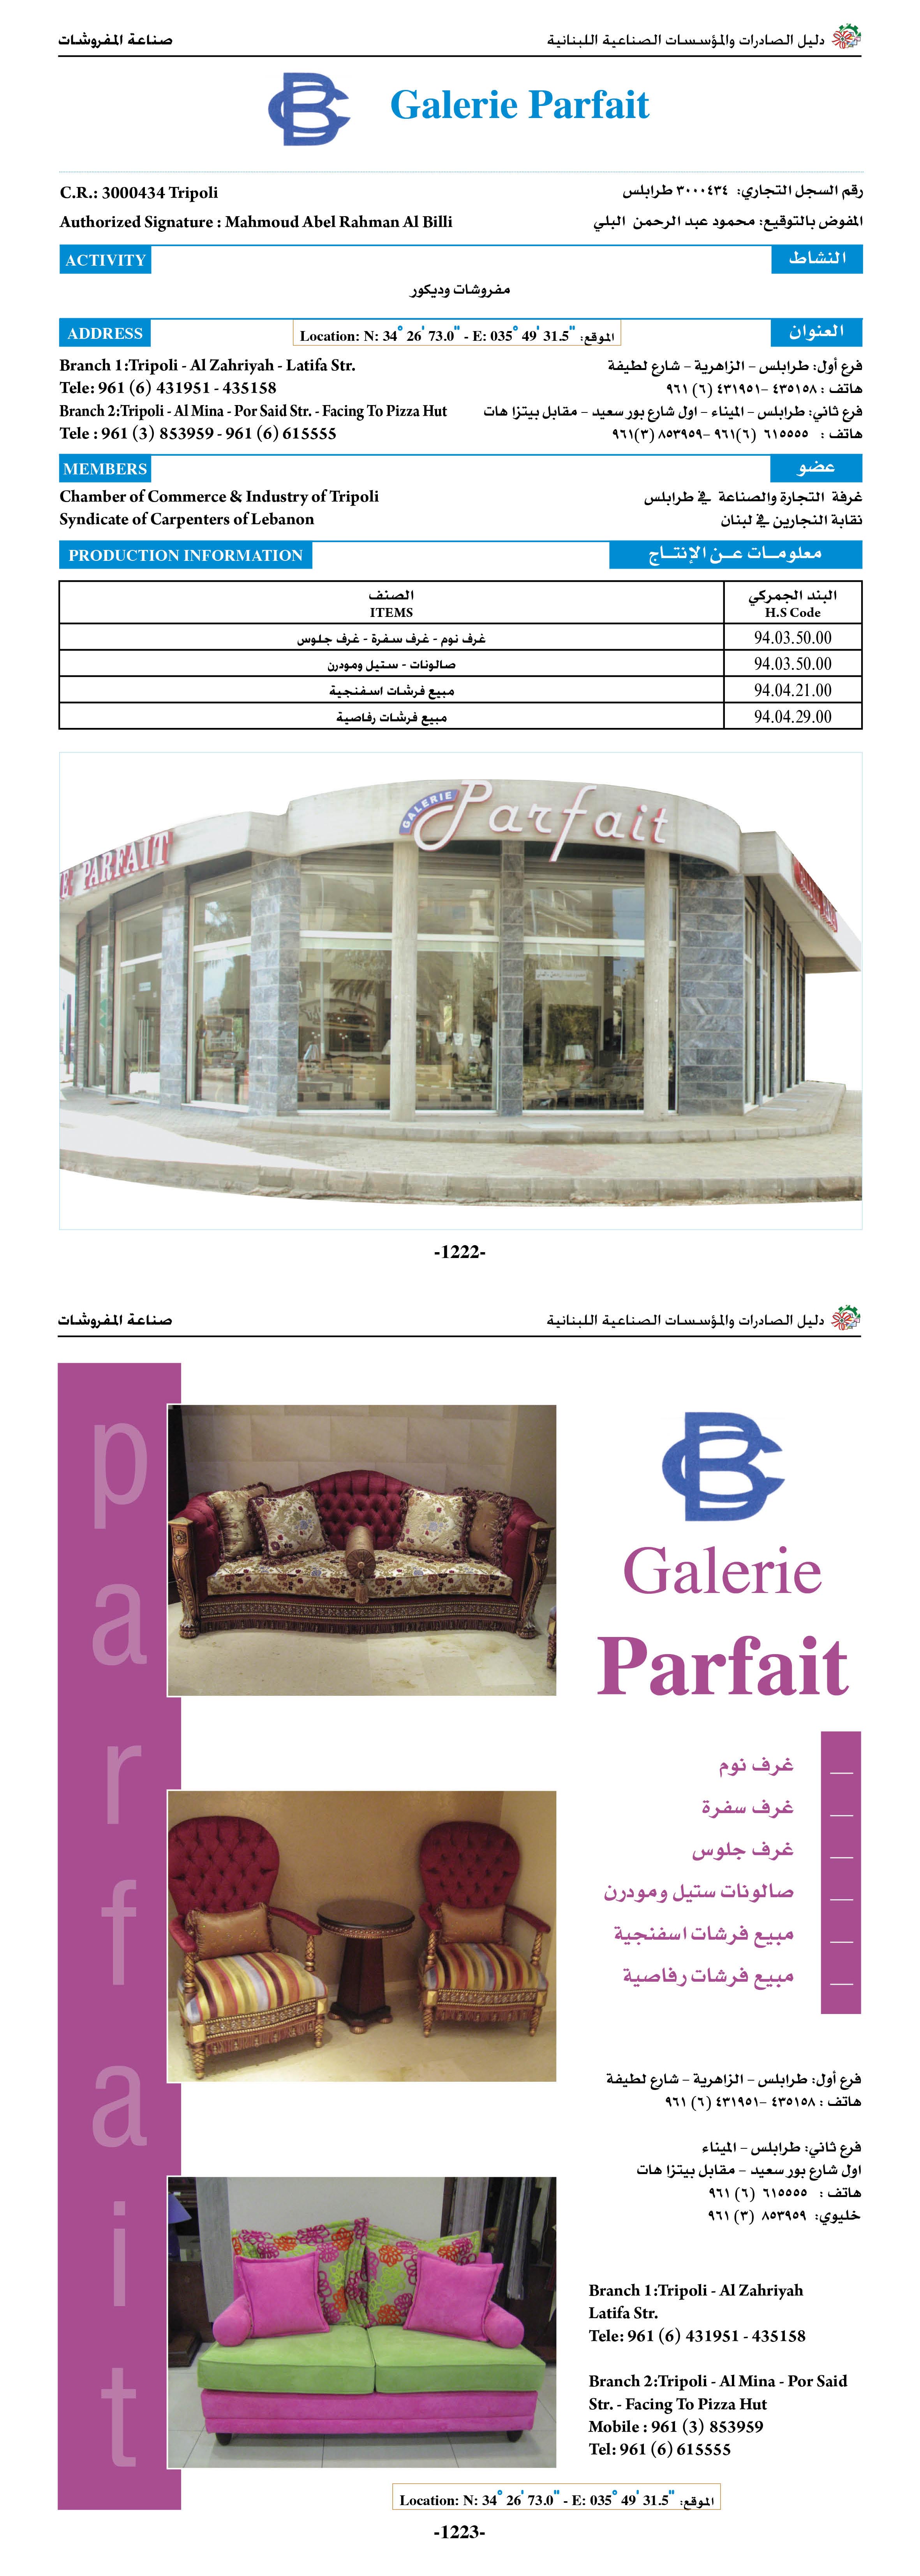 صناعة المفروشات
دليل الصادرات والمؤسسات الصناعية اللبنانية
Galerie Parfait
C.R.: 3000434 Tripoli
رقم السجل التجاري: ٣٠٠٠٤٣٤ طرابلس
Authorized Signature : Mahmoud Abel Rahman Al Billi
المفوض بالتوقيع: محمود عبد الرحمن البلي
ACTIVITY
النشاط
مفروشات وديكور
ADDRESS
Location: N: 34° 26' 73.0" - E: 035° 49' 31.5" الموقع:
العنوان
Branch 1:Tripoli - Al Zahriyah - Latifa Str.
فرع أول: طرابلس – الزاهرية – شارع لطيفة
Tele: 961 (6) 431951 - 435158
هاتف : ٤٣٥١٥٨ –٤٣١٩٥١ (٦) ٩٦١
Branch 2:Tripoli - Al Mina - Por Said Str. - Facing To Pizza Hut
فرع ثاني: طرابلس – الميناء – اول شارع بور سعيد – مقابل بيتزا هات
Tele : 961 (3) 853959 - 961 (6) 615555
هاتف : ٦١٥٥٥٥ (٦)٩٦١ –٨٥٣٩٥٩ (٣)٩٦١
MEMBERS
عضو
Chamber of Commerce & Industry of Tripoli
غرفة التجارة والصناعة في طرابلس
Syndicate of Carpenters of Lebanon
نقابة النجارين في لبنان
PRODUCTION INFORMATION
معلومـات عـن الإنتـاج
الصنف
ITEMS
البند الجمركي
H.S Code
غرف نوم - غرف سفرة - غرف جلوس
94.03.50.00
صالونات - ستيل ومودرن
94.03.50.00
مبيع فرشات اسفنجية
94.04.21.00
مبيع فرشات رفاصية
94.04.29.00
E PARFAIT
GALERIE Parfait
-1222-
صناعة المفروشات
دليل الصادرات والمؤسسات الصناعية اللبنانية
parfait
Galerie
Parfait
غرف نوم
غرف سفرة
غرف جلوس
صالونات ستيل ومودرن
مبيع فرشات اسفنجية
مبيع فرشات رفاصية
فرع أول: طرابلس – الزاهرية – شارع لطيفة
هاتف : ٤٣٥١٥٨ –٤٣١٩٥١ (٦) ٩٦١
فرع ثاني: طرابلس – الميناء
اول شارع بور سعيد – مقابل بيتزا هات
هاتف : ٦١٥٥٥٥ (٦) ٩٦١
خليوي: ٨٥٣٩٥٩ (٣) ٩٦١
Branch 1:Tripoli - Al Zahriyah
Latifa Str.
Tele: 961 (6) 431951 - 435158
Branch 2:Tripoli - Al Mina - Por Said
Str. - Facing To Pizza Hut
Mobile : 961 (3) 853959
Tel: 961 (6) 615555
Location: N: 34° 26' 73.0" - E: 035° 49' 31.5" الموقع:
-1223-